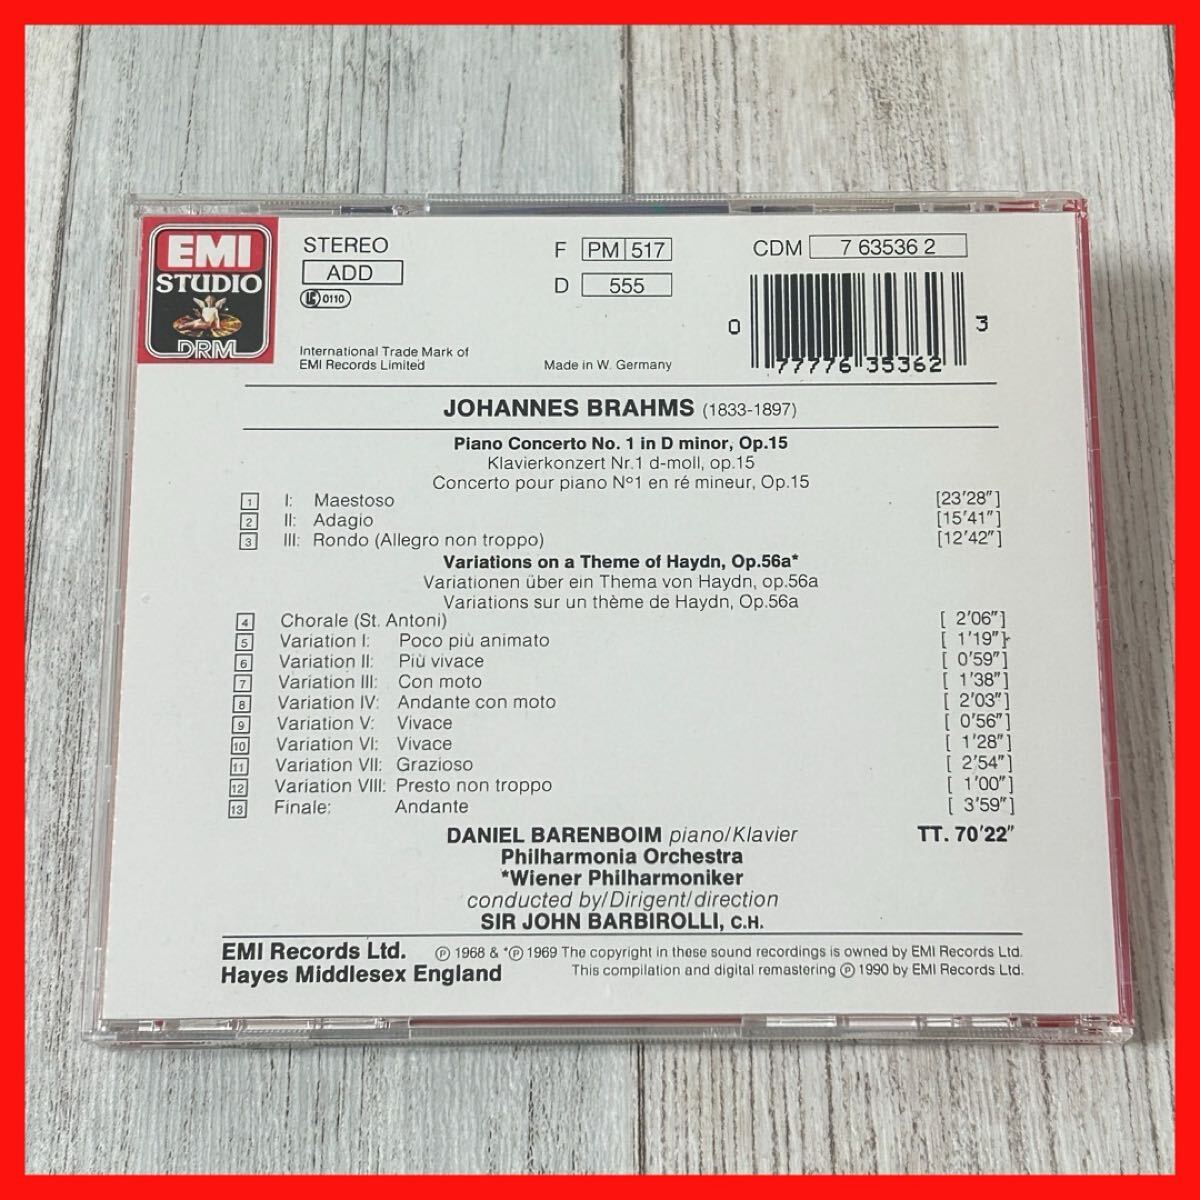 EMI
STUDIO
DRM
STEREO
ADD
LC 0110
F PM 517
D 555
CDM 7 63536 2
0 77776 35362 3
International Trade Mark of
EMI Records Limited
Made in W. Germany
JOHANNES BRAHMS (1833-1897)
Piano Concerto No. 1 in D minor, Op.15
Klavierkonzert Nr.1 d-moll, op.15
Concerto pour piano Nº1 en ré mineur, Op.15
1 I: Maestoso [23'28"]
2 II: Adagio [15'41"]
3 III: Rondo (Allegro non troppo) [12'42"]
Variations on a Theme of Haydn, Op.56a*
Variationen über ein Thema von Haydn, op.56a
Variations sur un thème de Haydn, Op.56a
4 Chorale (St. Antoni) [ 2'06"]
5 Variation I: Poco più animato [ 1'19"]
6 Variation II: Più vivace [ 0'59"]
7 Variation III: Con moto [ 1'38"]
8 Variation IV: Andante con moto [ 2'03"]
9 Variation V: Vivace [ 0'56"]
10 Variation VI: Vivace [ 1'28"]
11 Variation VII: Grazioso [ 2'54"]
12 Variation VIII: Presto non troppo [ 1'00"]
13 Finale: Andante [ 3'59"]
DANIEL BARENBOIM piano/Klavier TT. 70'22"
Philharmonia Orchestra
*Wiener Philharmoniker
conducted by/Dirigent/direction
SIR JOHN BARBIROLLI, C.H.
EMI Records Ltd. ℗ 1968 & *℗ 1969 The copyright in these sound recordings is owned by EMI Records Ltd.
Hayes Middlesex England This compilation and digital remastering ℗ 1990 by EMI Records Ltd.